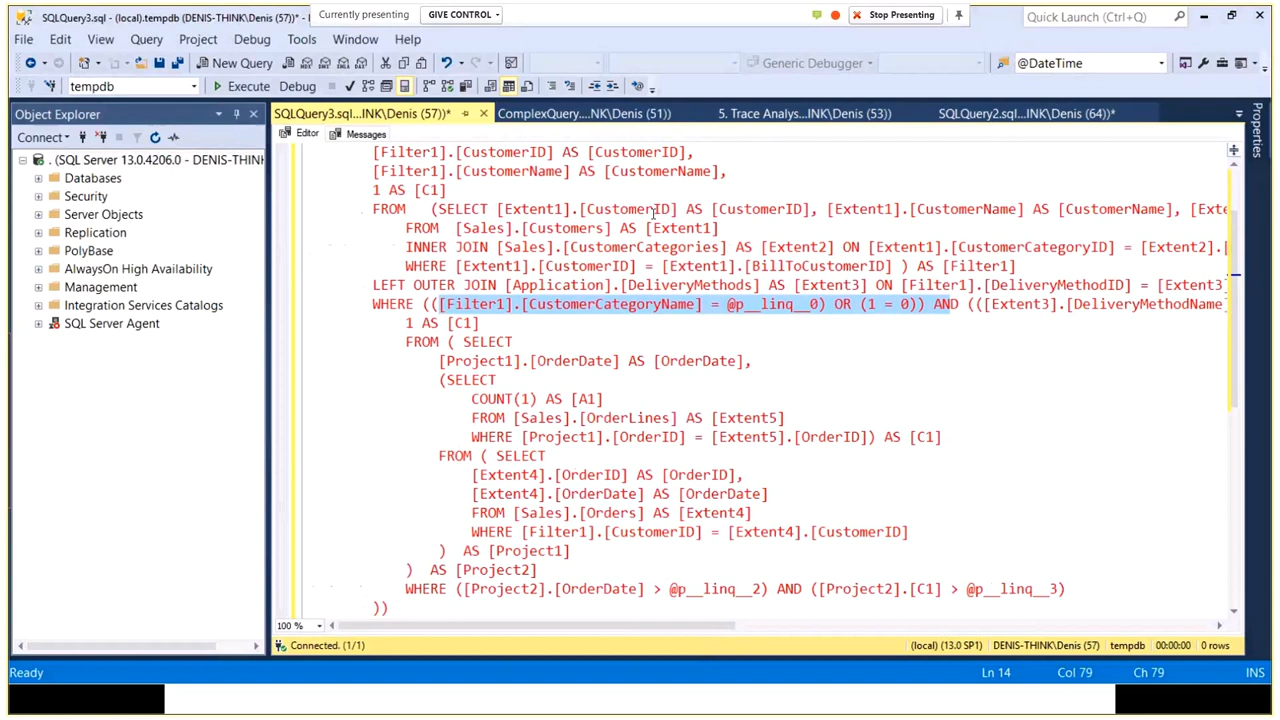 SQLQuery3.sql - (local).tempdb (DENIS-THINK\Denis (57))*
Currently presenting
GIVE CONTROL
Stop Presenting
Quick Launch (Ctrl+Q)
File Edit View Query Project Debug Tools Window Help
New Query
Generic Debugger
@DateTime
tempdb
Execute Debug
Object Explorer
SQLQuery3.sql...INK\Denis (57))* ComplexQuery....NK\Denis (51)) 5. Trace Analys...INK\Denis (53)) SQLQuery2.sql...INK\Denis (64))*
Connect
Editor Messages
Properties
. (SQL Server 13.0.4206.0 - DENIS-THINK
Databases
Security
Server Objects
Replication
PolyBase
AlwaysOn High Availability
Management
Integration Services Catalogs
SQL Server Agent
[Filter1].[CustomerID] AS [CustomerID],
[Filter1].[CustomerName] AS [CustomerName],
1 AS [C1]
FROM (SELECT [Extent1].[CustomerID] AS [CustomerID], [Extent1].[CustomerName] AS [CustomerName], [Exte
FROM [Sales].[Customers] AS [Extent1]
INNER JOIN [Sales].[CustomerCategories] AS [Extent2] ON [Extent1].[CustomerCategoryID] = [Extent2].[
WHERE [Extent1].[CustomerID] = [Extent1].[BillToCustomerID] ) AS [Filter1]
LEFT OUTER JOIN [Application].[DeliveryMethods] AS [Extent3] ON [Filter1].[DeliveryMethodID] = [Extent3]
WHERE (([Filter1].[CustomerCategoryName] = @p__linq__0) OR (1 = 0)) AND (([Extent3].[DeliveryMethodName]
1 AS [C1]
FROM ( SELECT
[Project1].[OrderDate] AS [OrderDate],
(SELECT
COUNT(1) AS [A1]
FROM [Sales].[OrderLines] AS [Extent5]
WHERE [Project1].[OrderID] = [Extent5].[OrderID]) AS [C1]
FROM ( SELECT
[Extent4].[OrderID] AS [OrderID],
[Extent4].[OrderDate] AS [OrderDate]
FROM [Sales].[Orders] AS [Extent4]
WHERE [Filter1].[CustomerID] = [Extent4].[CustomerID]
) AS [Project1]
) AS [Project2]
WHERE ([Project2].[OrderDate] > @p__linq__2) AND ([Project2].[C1] > @p__linq__3)
))
100 %
Connected. (1/1)
(local) (13.0 SP1) DENIS-THINK\Denis (57) tempdb 00:00:00 0 rows
Ready
Ln 14 Col 79 Ch 79 INS